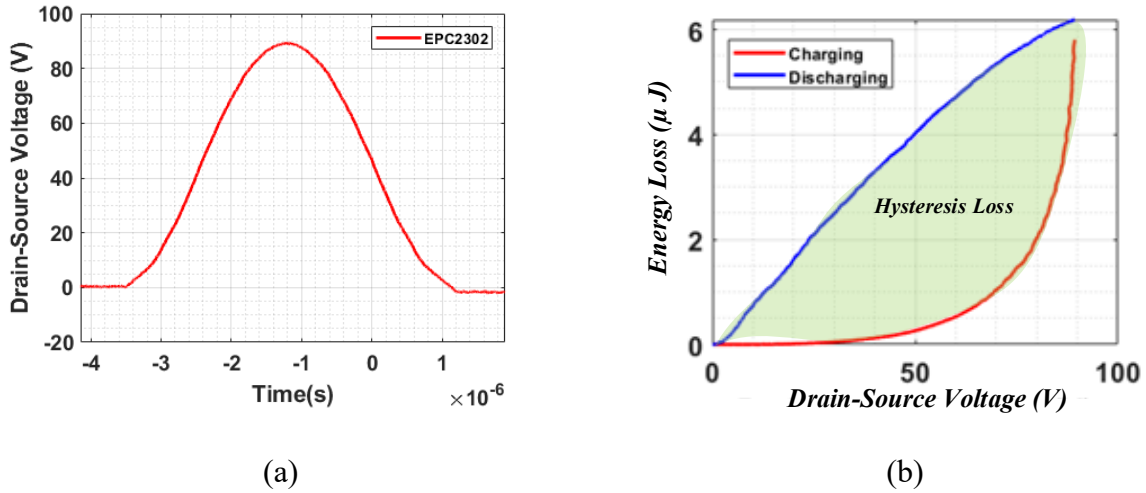 100
80
60
40
20
0
-20
Drain-Source Voltage (V)
EPC2302
-4 -3 -2 -1 0 1
Time(s)
×10⁻⁶
(a)
6
4
2
0
Energy Loss (μ J)
Charging
Discharging
Hysteresis Loss
0 50 100
Drain-Source Voltage (V)
(b)